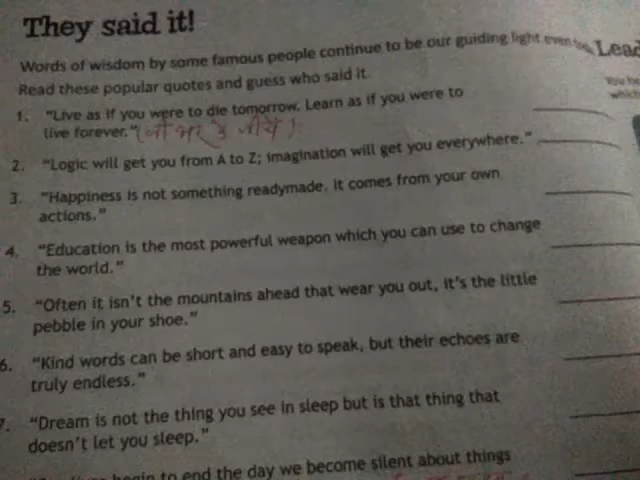 They said it!
Words of wisdom by some famous people continue to be our guiding light even
Read these popular quotes and guess who said it.
1. "Live as if you were to die tomorrow. Learn as if you were to
live forever."
2. "Logic will get you from A to Z; imagination will get you everywhere."
3. "Happiness is not something readymade. It comes from your own
actions."
4. "Education is the most powerful weapon which you can use to change
the world."
5. "Often it isn't the mountains ahead that wear you out, it's the little
pebble in your shoe."
6. "Kind words can be short and easy to speak, but their echoes are
truly endless."
7. "Dream is not the thing you see in sleep but is that thing that
doesn't let you sleep."
begin to end the day we become silent about things
Lead
which